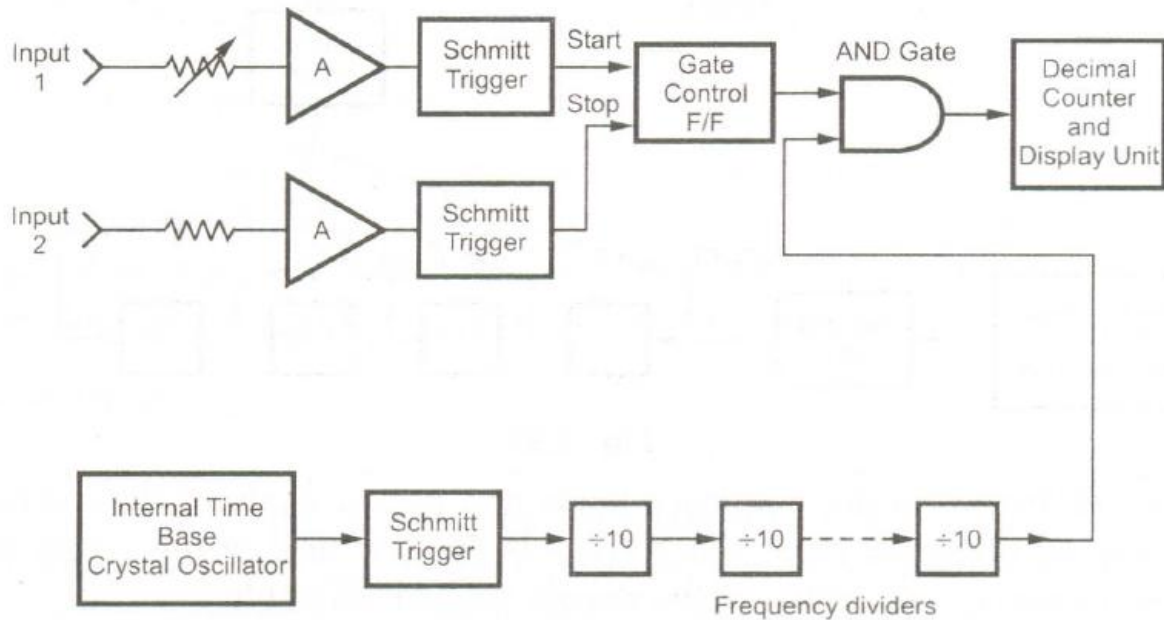 Input
1
A
Schmitt
Trigger
Start
Stop
Gate
Control
F/F
AND Gate
Decimal
Counter
and
Display Unit
Input
2
A
Schmitt
Trigger
Internal Time
Base
Crystal Oscillator
Schmitt
Trigger
÷10
÷10
÷10
Frequency dividers